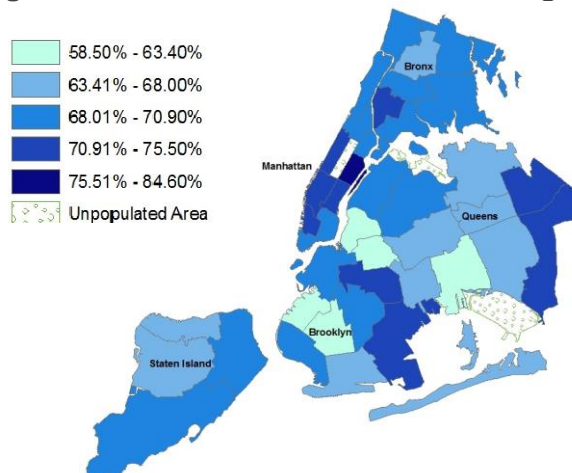 58.50% - 63.40%
63.41% - 68.00%
68.01% - 70.90%
70.91% - 75.50%
75.51% - 84.60%
Unpopulated Area
Bronx
Manhattan
Queens
Brooklyn
Staten Island